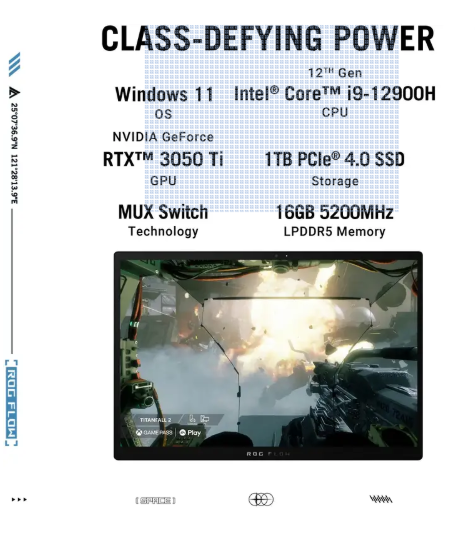 CLASS-DEFYING POWER
12TH Gen
Windows 11
Intel® Core™ i9-12900H
OS
CPU
NVIDIA GeForce
RTX™ 3050 Ti
1TB PCIe® 4.0 SSD
GPU
Storage
MUX Switch
16GB 5200MHz
Technology
LPDDR5 Memory
25°07'36.9"N 121°28'13.9"E
[ROG FLOW]
TITANFALL 2
GAME PASS
EA Play
ROG FLOW
(SPACE)